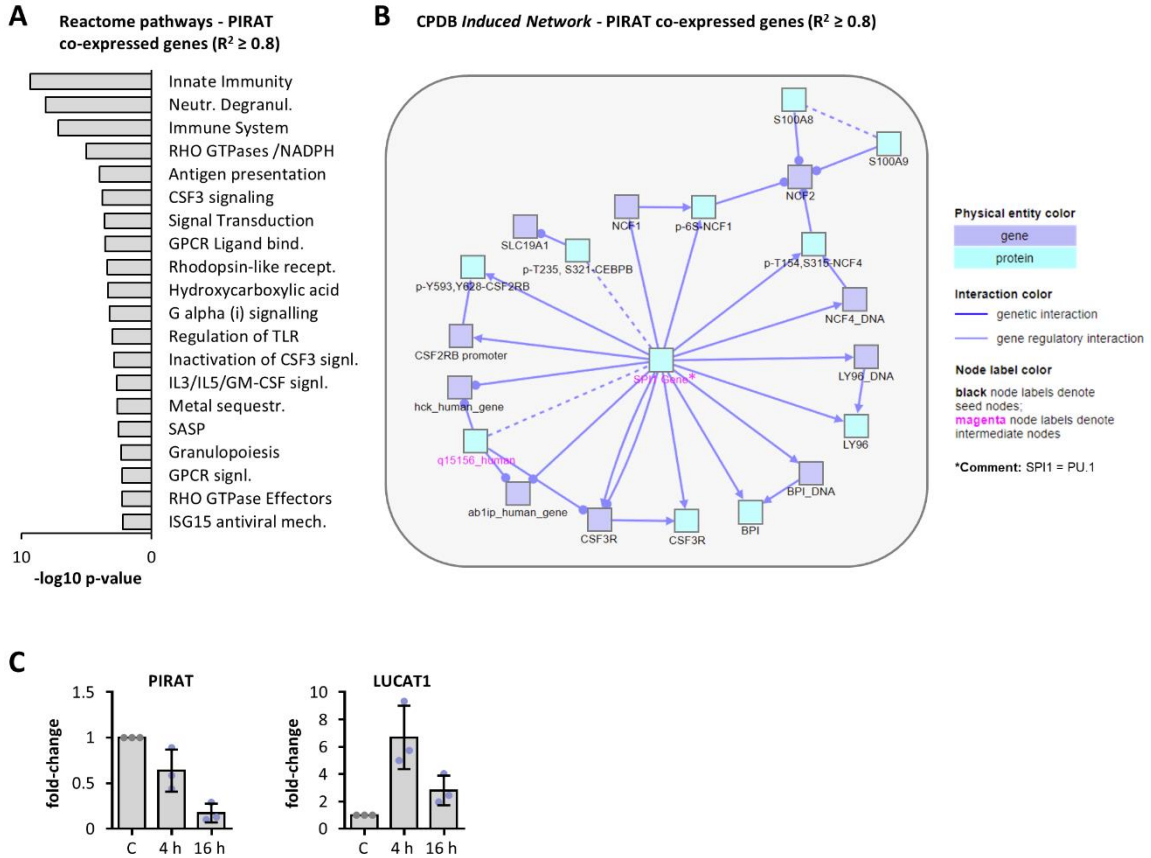 A
Reactome pathways - PIRAT
co-expressed genes (R² ≥ 0.8)
Innate Immunity
Neutr. Degranul.
Immune System
RHO GTPases /NADPH
Antigen presentation
CSF3 signaling
Signal Transduction
GPCR Ligand bind.
Rhodopsin-like recept.
Hydroxycarboxylic acid
G alpha (i) signalling
Regulation of TLR
Inactivation of CSF3 signl.
IL3/IL5/GM-CSF signl.
Metal sequestr.
SASP
Granulopoiesis
GPCR signl.
RHO GTPase Effectors
ISG15 antiviral mech.
10 0
-log10 p-value
B
CPDB Induced Network - PIRAT co-expressed genes (R² ≥ 0.8)
S100A8
S100A9
NCF2
NCF1
p-6S-NCF1
SLC19A1
p-T235, S321-CEBPB
p-T154,S315-NCF4
p-Y593,Y628-CSF2RB
NCF4_DNA
CSF2RB promoter
LY96_DNA
SPI1 Gene*
hck_human_gene
LY96
q15156_human
BPI_DNA
ab1ip_human_gene
CSF3R
CSF3R
BPI
Physical entity color
gene
protein
Interaction color
genetic interaction
gene regulatory interaction
Node label color
black node labels denote
seed nodes;
magenta node labels denote
intermediate nodes
*Comment: SPI1 = PU.1
C
PIRAT
fold-change
1.5
1
0.5
0
C 4 h 16 h
LUCAT1
fold-change
10
8
6
4
2
0
C 4 h 16 h